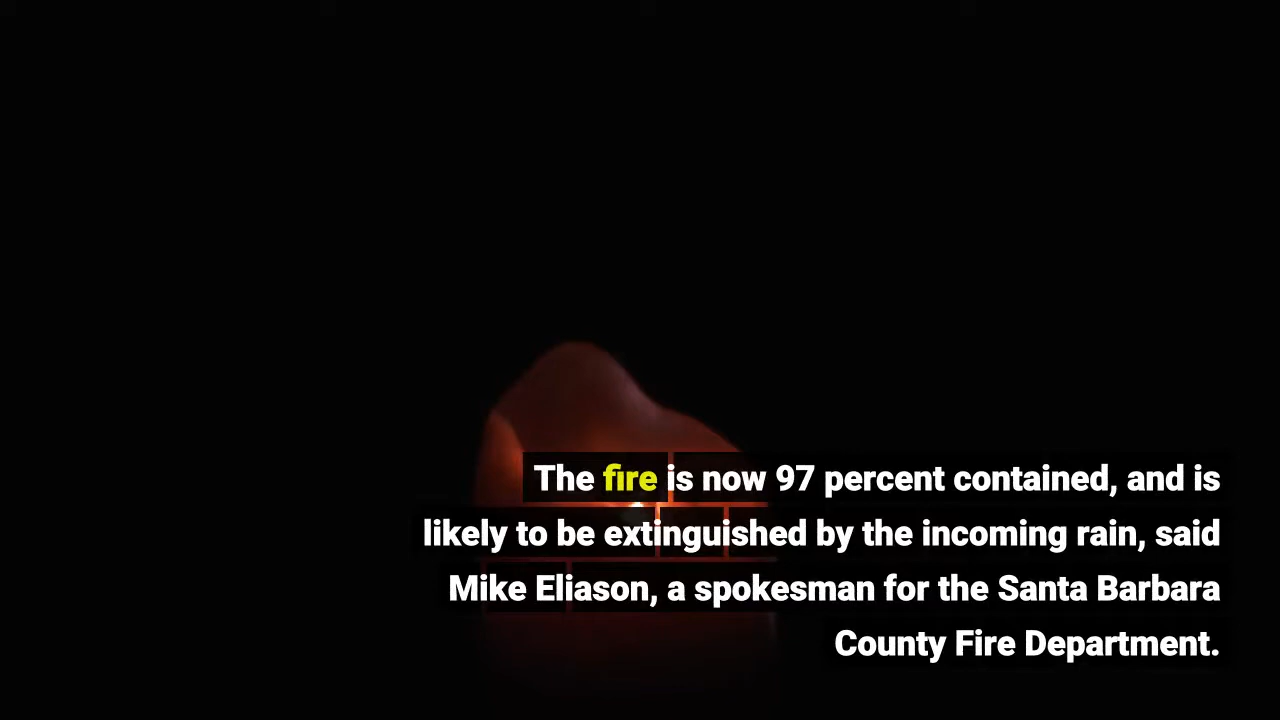 The fire is now 97 percent contained, and is
likely to be extinguished by the incoming rain, said
Mike Eliason, a spokesman for the Santa Barbara
County Fire Department.